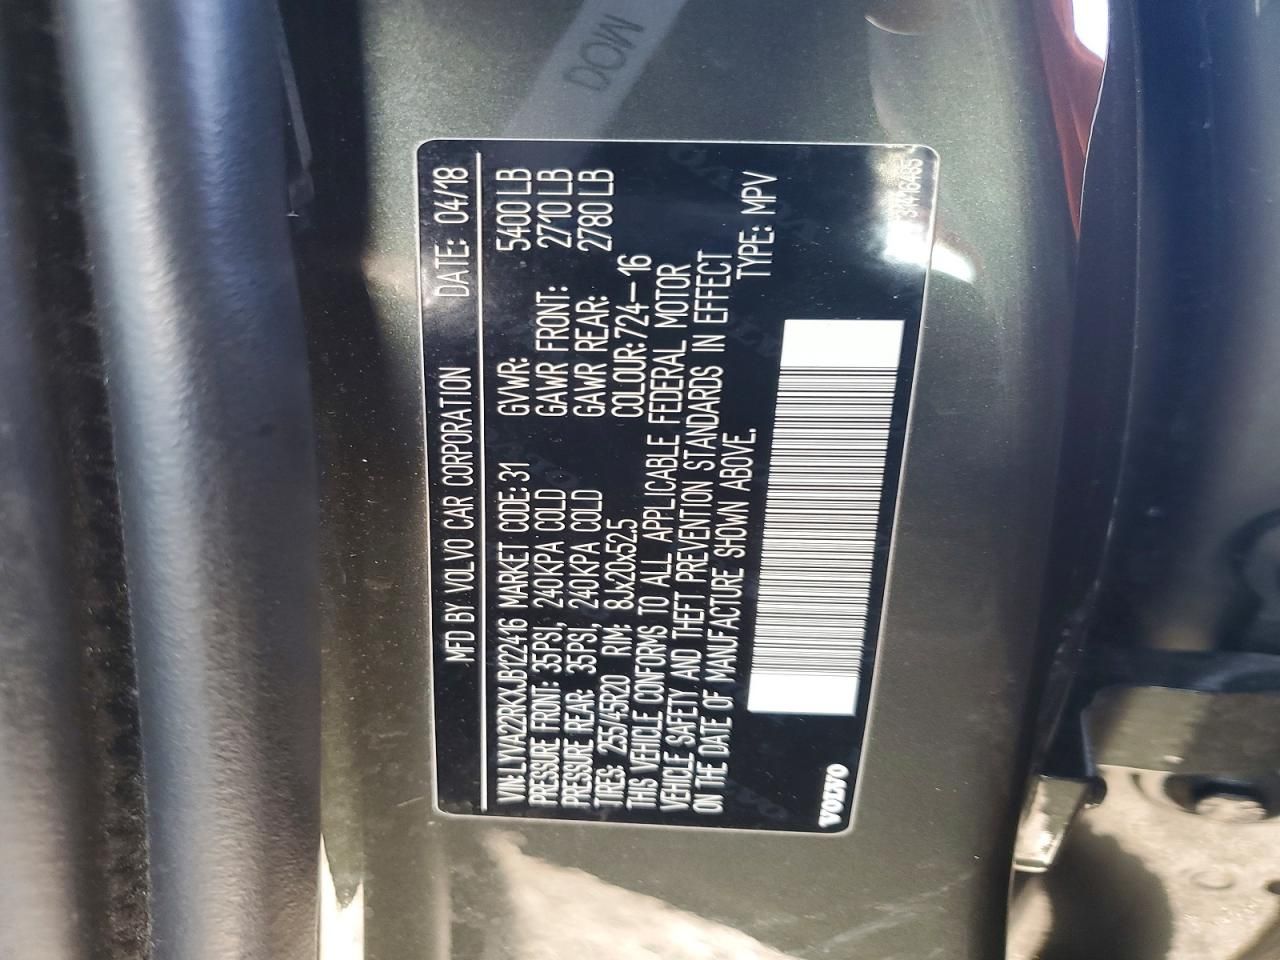 MFD BY VOLVO CAR CORPORATION DATE: 04/18
VIN: LYVA22RKXJB122416 MARKET CODE: 31 GVWR: 5400 LB
PRESSURE FRONT: 35PSI, 240KPA COLD GAWR FRONT: 2710 LB
PRESSURE REAR: 35PSI, 240KPA COLD GAWR REAR: 2780 LB
TIRES: 255/45R20 RIM: 8Jx20x52.5 COLOUR: 724-16
THIS VEHICLE CONFORMS TO ALL APPLICABLE FEDERAL MOTOR
VEHICLE SAFETY AND THEFT PREVENTION STANDARDS IN EFFECT
ON THE DATE OF MANUFACTURE SHOWN ABOVE.
TYPE: MPV
VOLVO